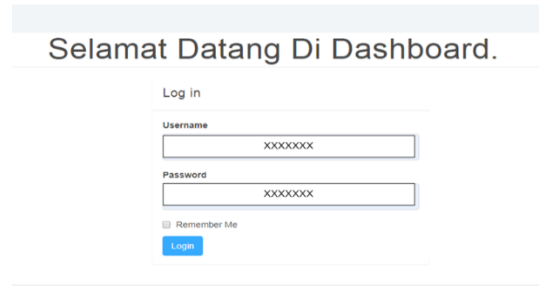 Selamat Datang Di Dashboard.
Log in
Username
XXXXXXX
Password
XXXXXXX
Remember Me
Login